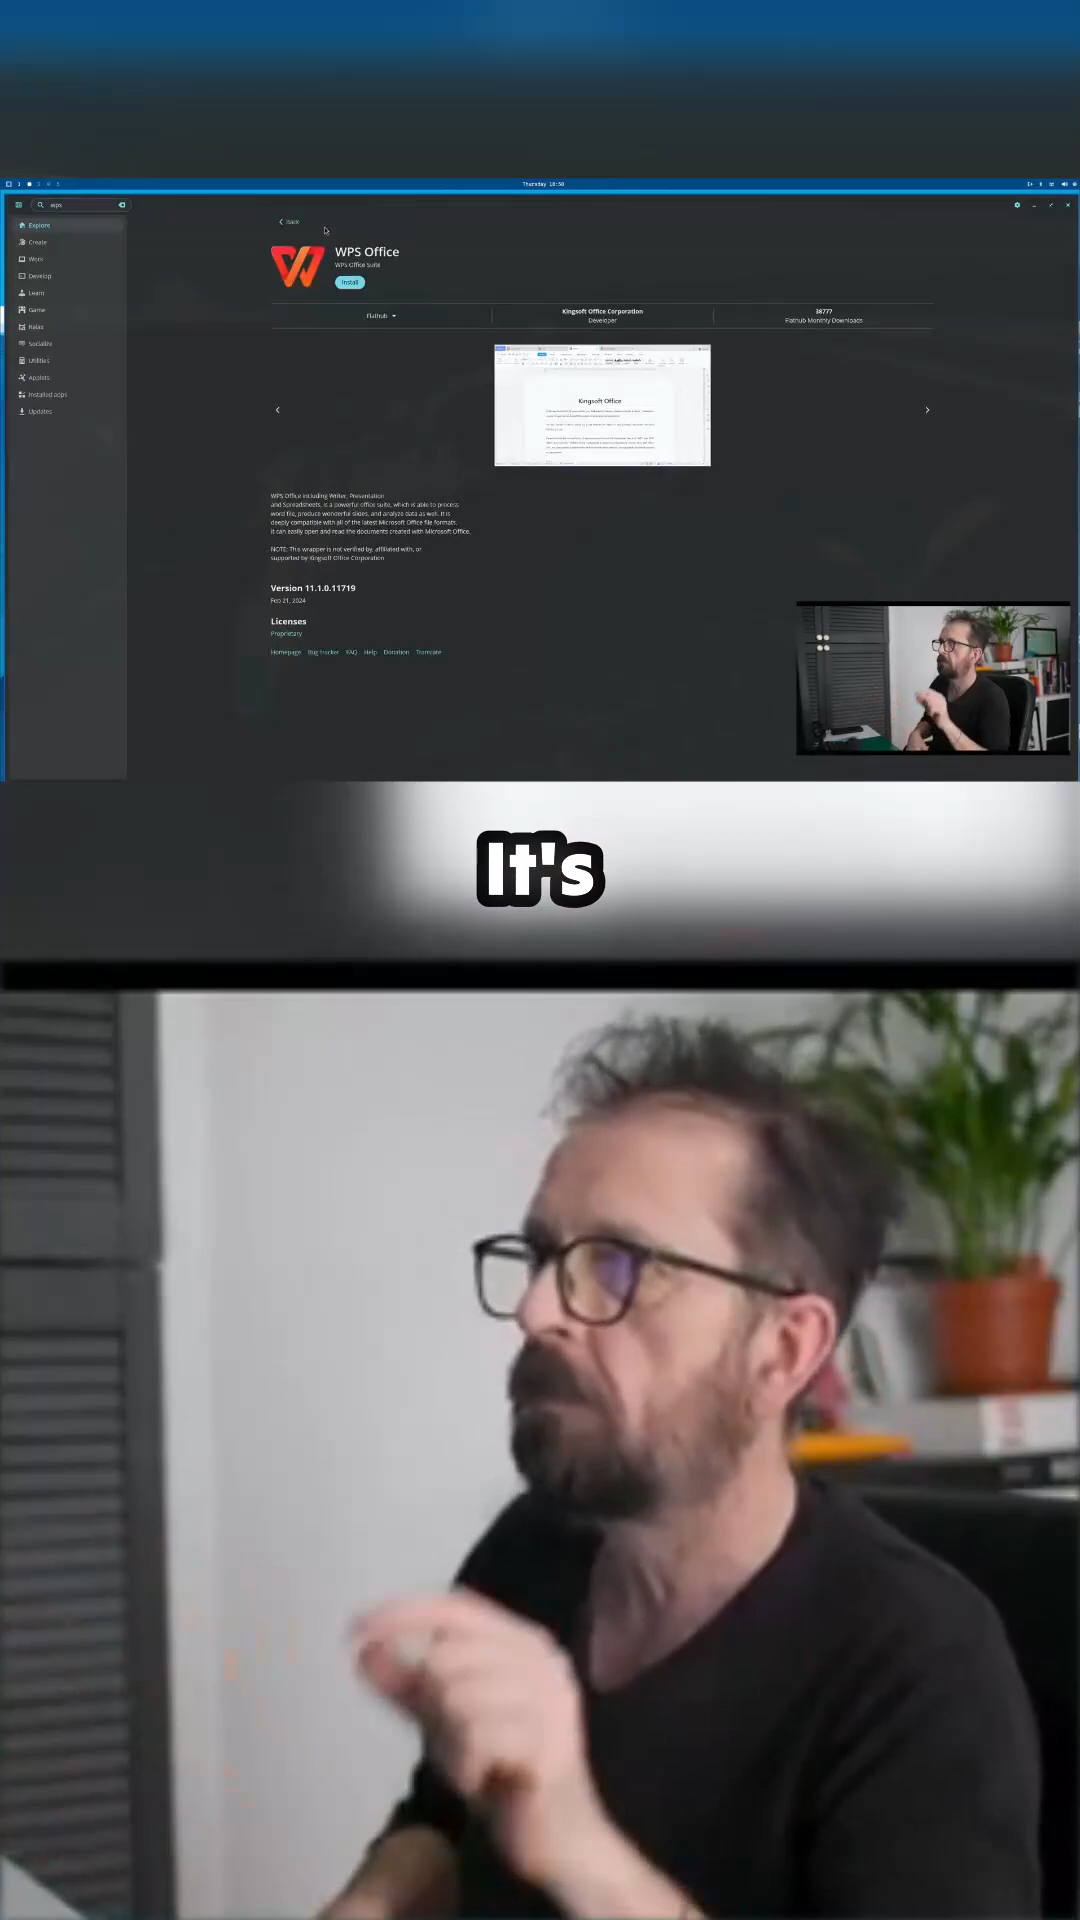 Thursday 18:58
wps
Back
Explore
Create
Work
Develop
Learn
Game
Relax
Socialize
Utilities
Applets
Installed apps
Updates
WPS Office
WPS Office Suite
Install
Flathub
Kingsoft Office Corporation
Developer
38777
Flathub Monthly Downloads
Kingsoft Office
WPS Office including Writer, Presentation
and Spreadsheets, is a powerful office suite, which is able to process
word file, produce wonderful slides, and analyze data as well. It is
deeply compatible with all of the latest Microsoft Office file formats.
It can easily open and read the documents created with Microsoft Office.
NOTE: This wrapper is not verified by, affiliated with, or
supported by Kingsoft Office Corporation
Version 11.1.0.11719
Feb 21, 2024
Licenses
Proprietary
Homepage Bug tracker FAQ Help Donation Translate
It's